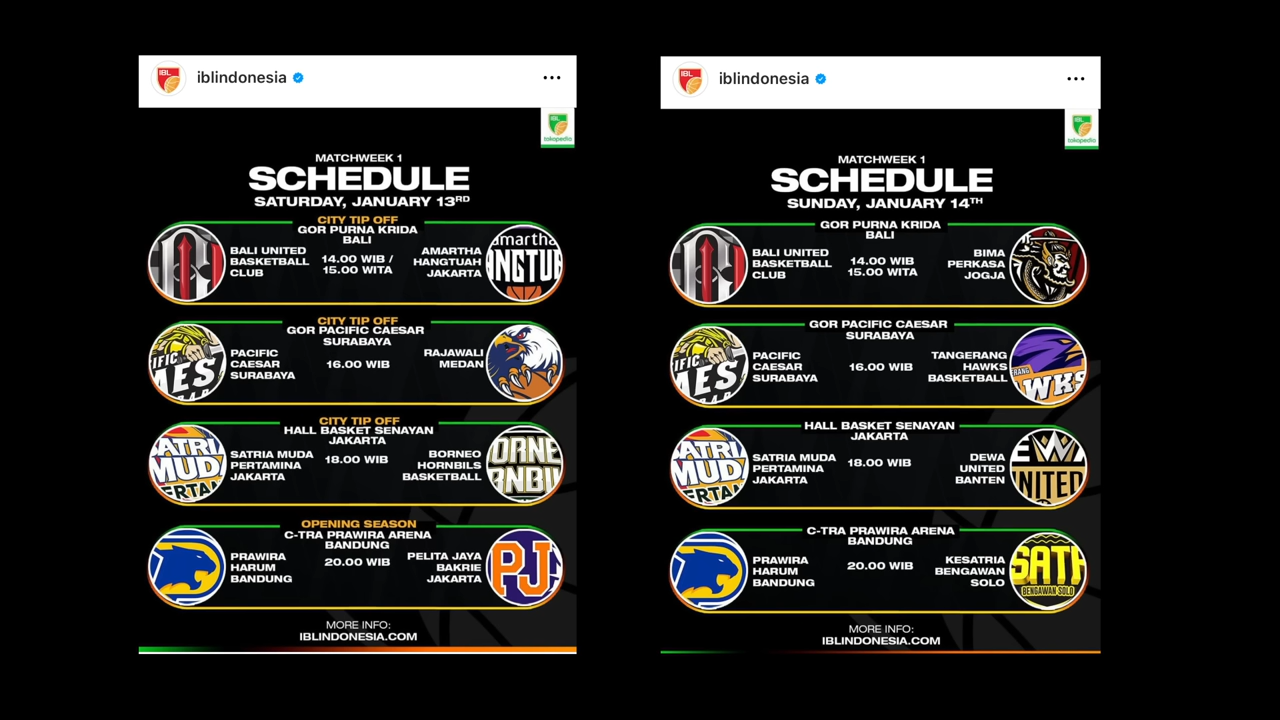 iblindonesia
IBL
tokopedia
MATCHWEEK 1
SCHEDULE
SATURDAY, JANUARY 13RD
CITY TIP OFF
GOR PURNA KRIDA
BALI
BALI UNITED
BASKETBALL
CLUB
14.00 WIB /
15.00 WITA
AMARTHA
HANGTUAH
JAKARTA
CITY TIP OFF
GOR PACIFIC CAESAR
SURABAYA
PACIFIC
CAESAR
SURABAYA
16.00 WIB
RAJAWALI
MEDAN
CITY TIP OFF
HALL BASKET SENAYAN
JAKARTA
SATRIA MUDA
PERTAMINA
JAKARTA
18.00 WIB
BORNEO
HORNBILS
BASKETBALL
OPENING SEASON
C-TRA PRAWIRA ARENA
BANDUNG
PRAWIRA
HARUM
BANDUNG
20.00 WIB
PELITA JAYA
BAKRIE
JAKARTA
PJ
MORE INFO:
IBLINDONESIA.COM
iblindonesia
IBL
tokopedia
MATCHWEEK 1
SCHEDULE
SUNDAY, JANUARY 14TH
GOR PURNA KRIDA
BALI
BALI UNITED
BASKETBALL
CLUB
14.00 WIB
15.00 WITA
BIMA
PERKASA
JOGJA
GOR PACIFIC CAESAR
SURABAYA
PACIFIC
CAESAR
SURABAYA
16.00 WIB
TANGERANG
HAWKS
BASKETBALL
HALL BASKET SENAYAN
JAKARTA
SATRIA MUDA
PERTAMINA
JAKARTA
18.00 WIB
DEWA
UNITED
BANTEN
C-TRA PRAWIRA ARENA
BANDUNG
PRAWIRA
HARUM
BANDUNG
20.00 WIB
KESATRIA
BENGAWAN
SOLO
BENGAWAN SOLO
MORE INFO:
IBLINDONESIA.COM